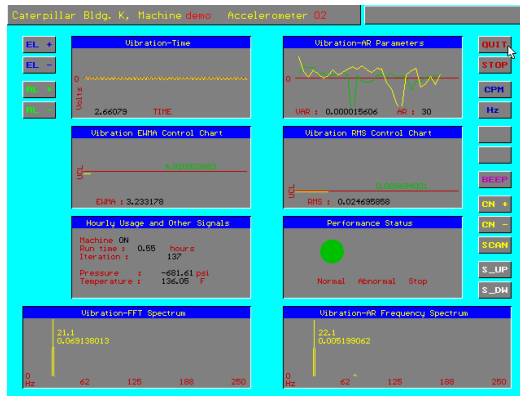 Caterpillar Bldg. K, Machine demo Accelerometer 02
EL +
EL -
AL +
AL -
Vibration-Time
0
Volts
2.66079 TIME
Vibration-AR Parameters
0
VAR : 0.000015606 AR : 30
Vibration EWMA Control Chart
UCL
EWMA : 3.233178
Vibration RMS Control Chart
UCL
RMS : 0.024695858
Hourly Usage and Other Signals
Machine ON
Run time : 0.55 hours
Iteration : 137
Pressure : -681.61 psi
Temperature : 136.05 F
Performance Status
Normal Abnormal Stop
Vibration-FFT Spectrum
21.1
0.069138013
0
Hz 62 125 188 250
Vibration-AR Frequency Spectrum
22.1
0.005199062
0
Hz 62 125 188 250
QUIT
STOP
CPM
Hz
BEEP
CN +
CN -
SCAN
S_UP
S_DW